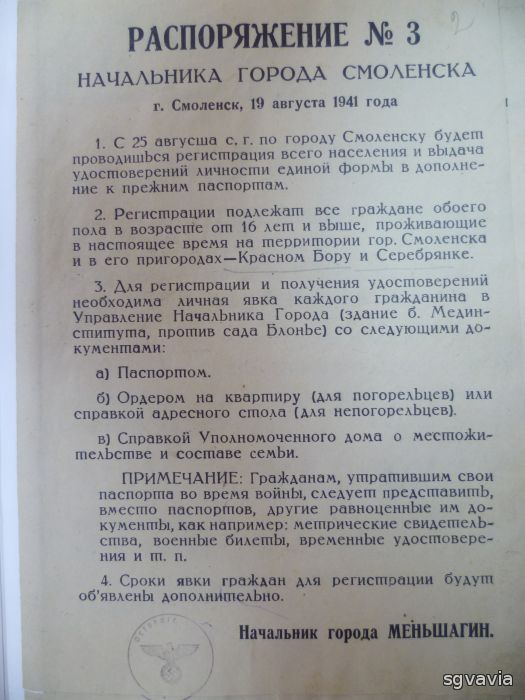 2
РАСПОРЯЖЕНИЕ № 3
НАЧАЛЬНИКА ГОРОДА СМОЛЕНСКА
г. Смоленск, 19 августа 1941 года
1. С 25 авгусша с. г. по городу Смоленску будет
проводишься регистрация всего населения и выдача
удостоверений личности единой формы в дополне-
ние к прежним паспортам.
2. Регистрации подлежат все граждане обоего
пола в возрасте от 16 лет и выше, проживающие
в настоящее время на территории гор. Смоленска
и в его пригородах—Красном Бору и Серебрянке.
3. Для регистрации и получения удостоверений
необходима личная явка каждого гражданина в
Управление Начальника Города (здание б. Медин-
ститута, против сада Блонье) со следующими до-
кументами:
а) Паспортом.
б) Ордером на квартиру (для погорельцев) или
справкой адресного стола (для непогорельцев).
в) Справкой Уполномоченного дома о местожи-
тельстве и составе семьи.
ПРИМЕЧАНИЕ: Гражданам, утратившим свои
паспорта во время войны, следует представить,
вместо паспортов, другие равноценные им до-
кументы, как например: метрические свидетель-
ства, военные билеты, временные удостовере-
ния и т. п.
4. Сроки явки граждан для регистрации будут
об'явлены дополнительно.
Начальник города МЕНЬШАГИН.
sgvavia